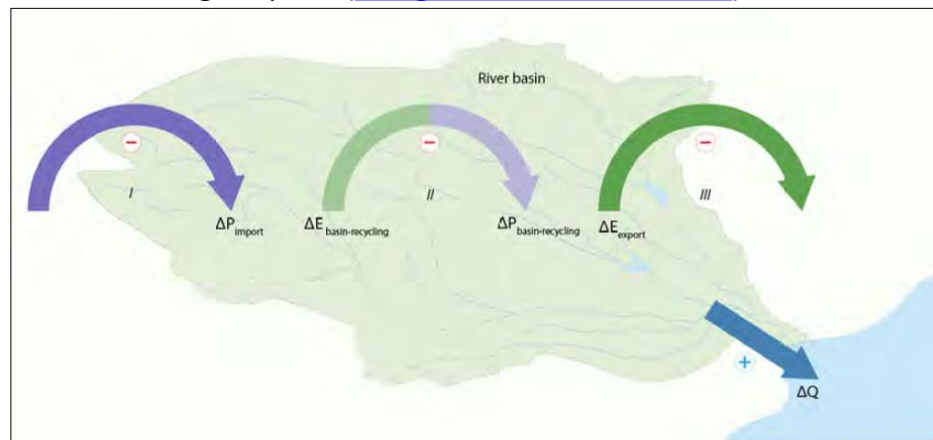 River basin
I
II
III
ΔP import
ΔE basin-recycling
ΔP basin-recycling
ΔE export
ΔQ